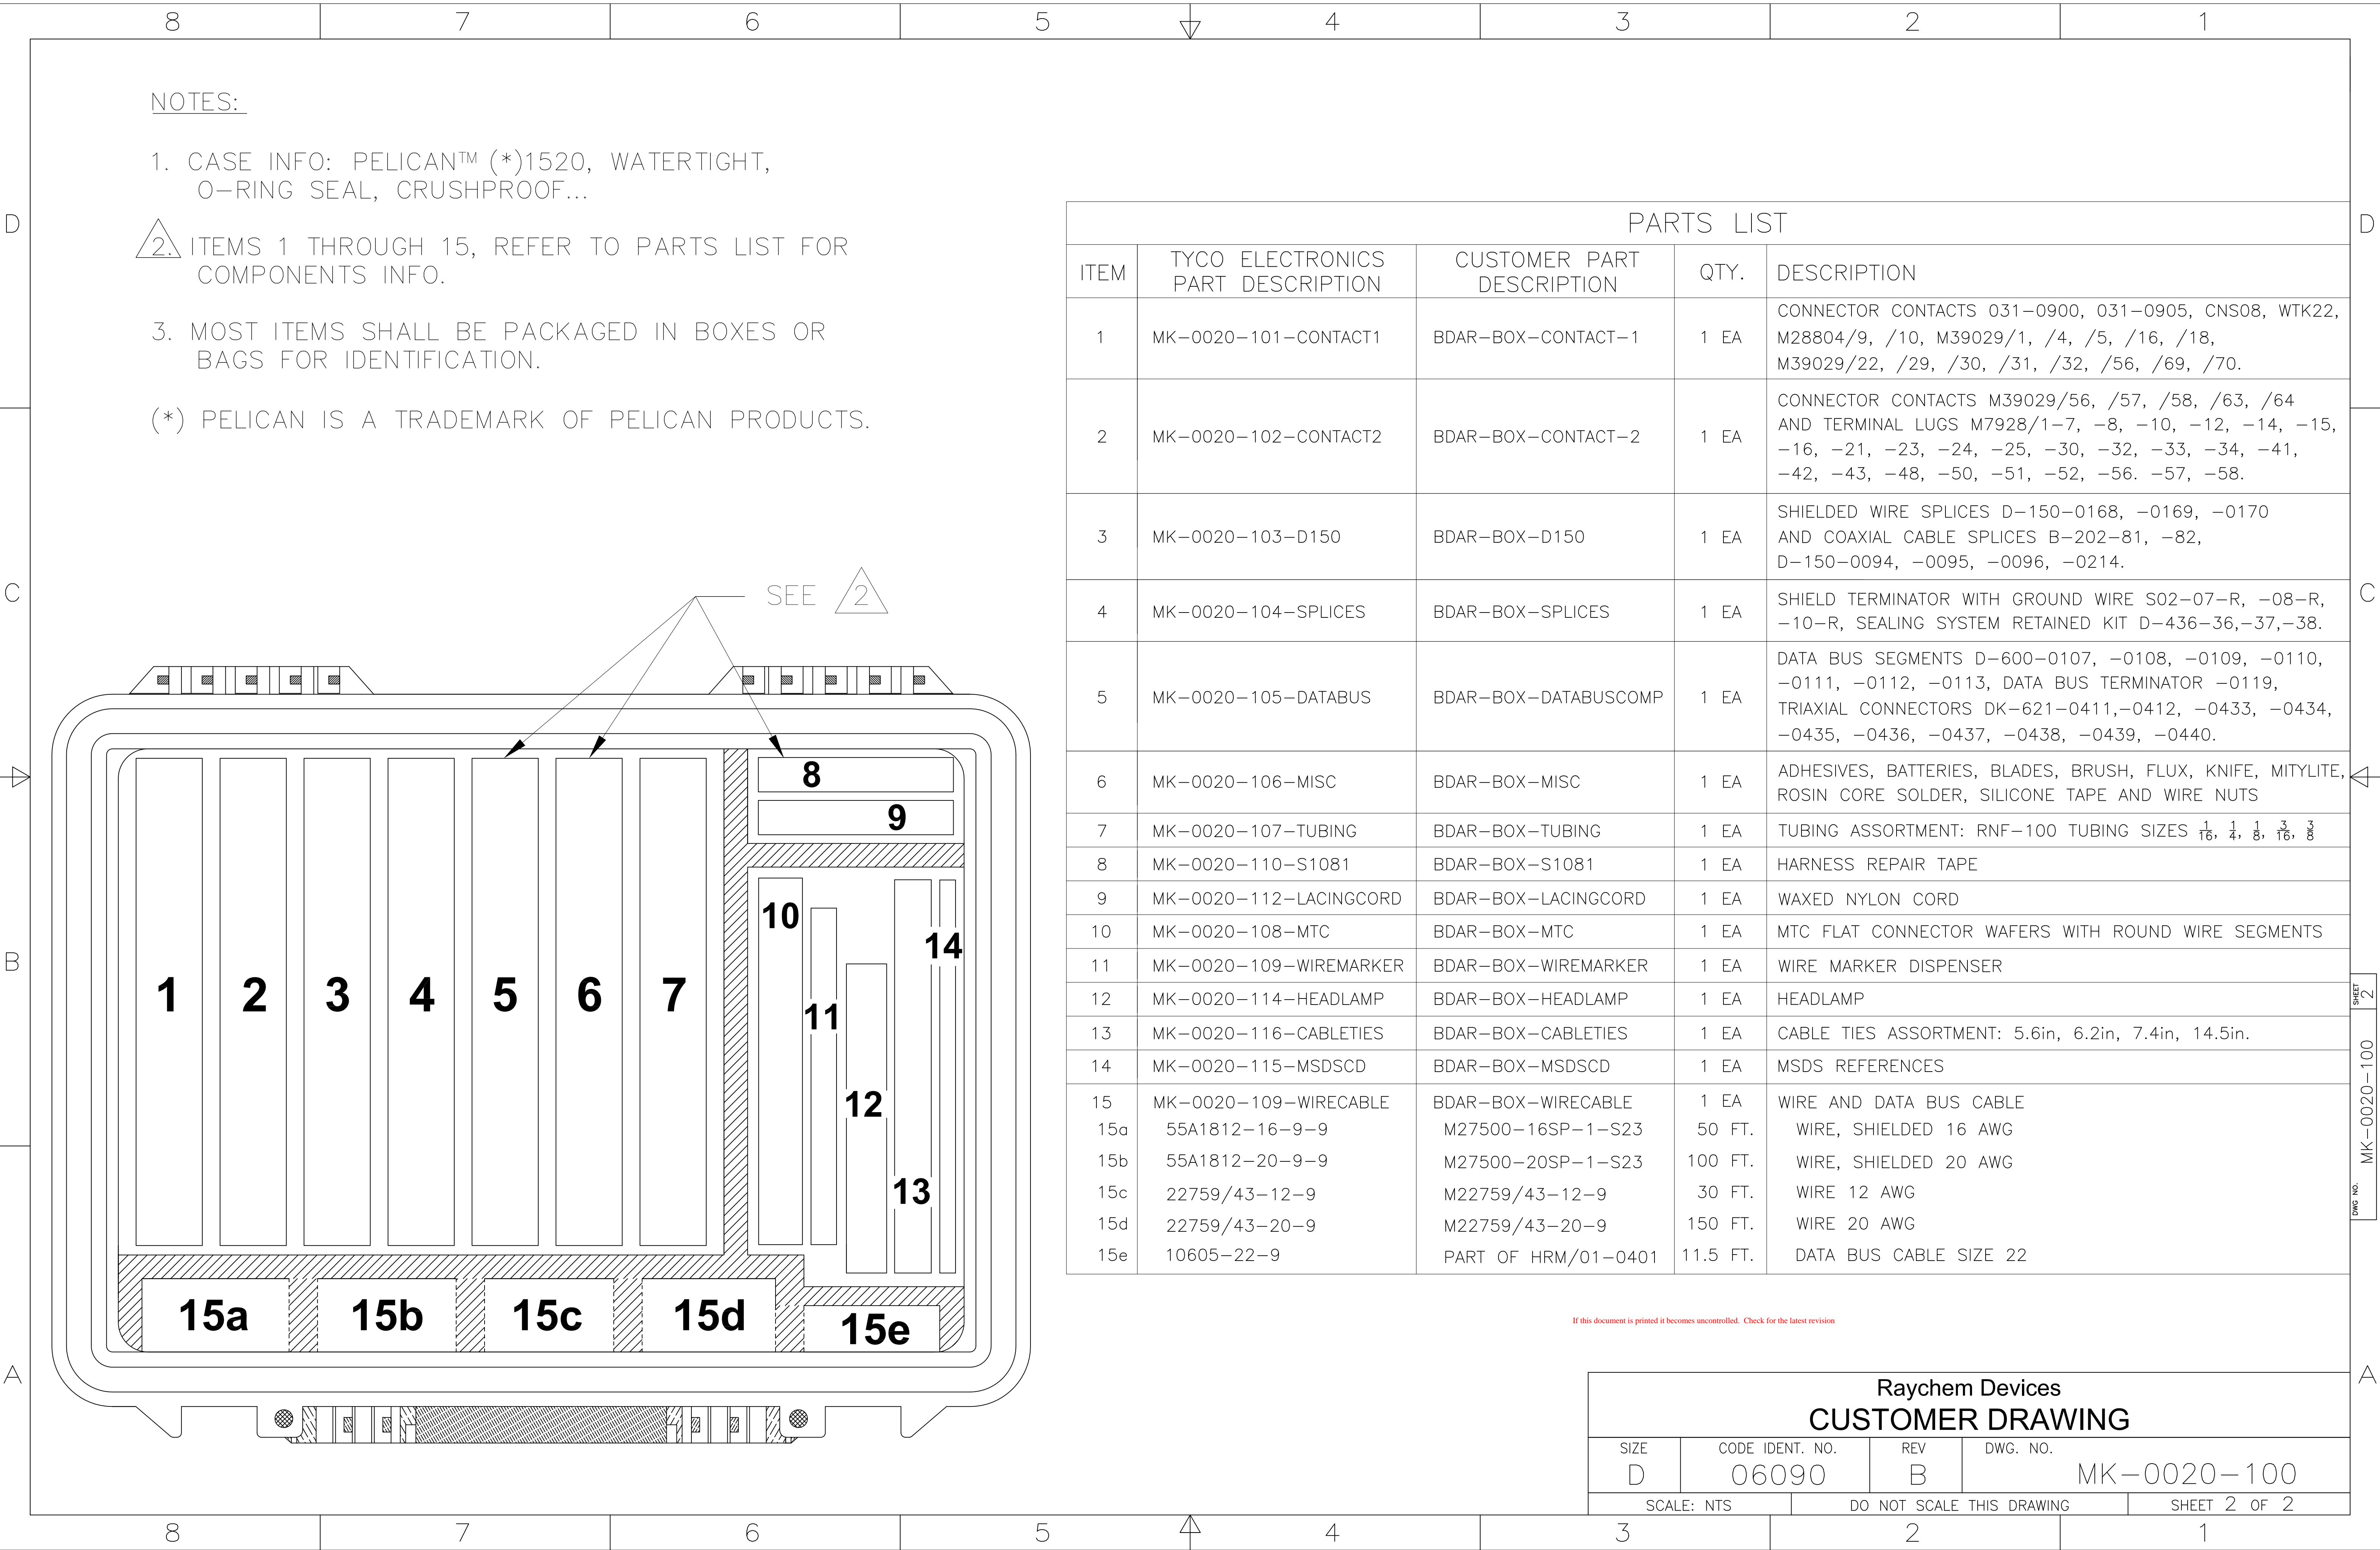 8 7 6 5 4 3 2 1
NOTES:
1. CASE INFO: PELICAN™ (*)1520, WATERTIGHT,
O-RING SEAL, CRUSHPROOF...
2. ITEMS 1 THROUGH 15, REFER TO PARTS LIST FOR
COMPONENTS INFO.
3. MOST ITEMS SHALL BE PACKAGED IN BOXES OR
BAGS FOR IDENTIFICATION.
(*) PELICAN IS A TRADEMARK OF PELICAN PRODUCTS.
D D
C C
B B
A A
SEE 2
1 2 3 4 5 6 7
8
9
10
11
12
13
14
15a 15b 15c 15d 15e
PARTS LIST
ITEM TYCO ELECTRONICS PART DESCRIPTION CUSTOMER PART DESCRIPTION QTY. DESCRIPTION
1 MK-0020-101-CONTACT1 BDAR-BOX-CONTACT-1 1 EA CONNECTOR CONTACTS 031-0900, 031-0905, CNS08, WTK22,
M28804/9, /10, M39029/1, /4, /5, /16, /18,
M39029/22, /29, /30, /31, /32, /56, /69, /70.
2 MK-0020-102-CONTACT2 BDAR-BOX-CONTACT-2 1 EA CONNECTOR CONTACTS M39029/56, /57, /58, /63, /64
AND TERMINAL LUGS M7928/1-7, -8, -10, -12, -14, -15,
-16, -21, -23, -24, -25, -30, -32, -33, -34, -41,
-42, -43, -48, -50, -51, -52, -56. -57, -58.
3 MK-0020-103-D150 BDAR-BOX-D150 1 EA SHIELDED WIRE SPLICES D-150-0168, -0169, -0170
AND COAXIAL CABLE SPLICES B-202-81, -82,
D-150-0094, -0095, -0096, -0214.
4 MK-0020-104-SPLICES BDAR-BOX-SPLICES 1 EA SHIELD TERMINATOR WITH GROUND WIRE S02-07-R, -08-R,
-10-R, SEALING SYSTEM RETAINED KIT D-436-36,-37,-38.
5 MK-0020-105-DATABUS BDAR-BOX-DATABUSCOMP 1 EA DATA BUS SEGMENTS D-600-0107, -0108, -0109, -0110,
-0111, -0112, -0113, DATA BUS TERMINATOR -0119,
TRIAXIAL CONNECTORS DK-621-0411,-0412, -0433, -0434,
-0435, -0436, -0437, -0438, -0439, -0440.
6 MK-0020-106-MISC BDAR-BOX-MISC 1 EA ADHESIVES, BATTERIES, BLADES, BRUSH, FLUX, KNIFE, MITYLITE,
ROSIN CORE SOLDER, SILICONE TAPE AND WIRE NUTS
7 MK-0020-107-TUBING BDAR-BOX-TUBING 1 EA TUBING ASSORTMENT: RNF-100 TUBING SIZES 1/16, 1/4, 1/8, 3/16, 3/8
8 MK-0020-110-S1081 BDAR-BOX-S1081 1 EA HARNESS REPAIR TAPE
9 MK-0020-112-LACINGCORD BDAR-BOX-LACINGCORD 1 EA WAXED NYLON CORD
10 MK-0020-108-MTC BDAR-BOX-MTC 1 EA MTC FLAT CONNECTOR WAFERS WITH ROUND WIRE SEGMENTS
11 MK-0020-109-WIREMARKER BDAR-BOX-WIREMARKER 1 EA WIRE MARKER DISPENSER
12 MK-0020-114-HEADLAMP BDAR-BOX-HEADLAMP 1 EA HEADLAMP
13 MK-0020-116-CABLETIES BDAR-BOX-CABLETIES 1 EA CABLE TIES ASSORTMENT: 5.6in, 6.2in, 7.4in, 14.5in.
14 MK-0020-115-MSDSCD BDAR-BOX-MSDSCD 1 EA MSDS REFERENCES
15 MK-0020-109-WIRECABLE BDAR-BOX-WIRECABLE 1 EA WIRE AND DATA BUS CABLE
15a 55A1812-16-9-9 M27500-16SP-1-S23 50 FT. WIRE, SHIELDED 16 AWG
15b 55A1812-20-9-9 M27500-20SP-1-S23 100 FT. WIRE, SHIELDED 20 AWG
15c 22759/43-12-9 M22759/43-12-9 30 FT. WIRE 12 AWG
15d 22759/43-20-9 M22759/43-20-9 150 FT. WIRE 20 AWG
15e 10605-22-9 PART OF HRM/01-0401 11.5 FT. DATA BUS CABLE SIZE 22
If this document is printed it becomes uncontrolled. Check for the latest revision
DWG NO. MK-0020-100 SHEET 2
Raychem Devices
CUSTOMER DRAWING
SIZE CODE IDENT. NO. REV DWG. NO.
D 06090 B MK-0020-100
SCALE: NTS DO NOT SCALE THIS DRAWING SHEET 2 OF 2
8 7 6 5 4 3 2 1